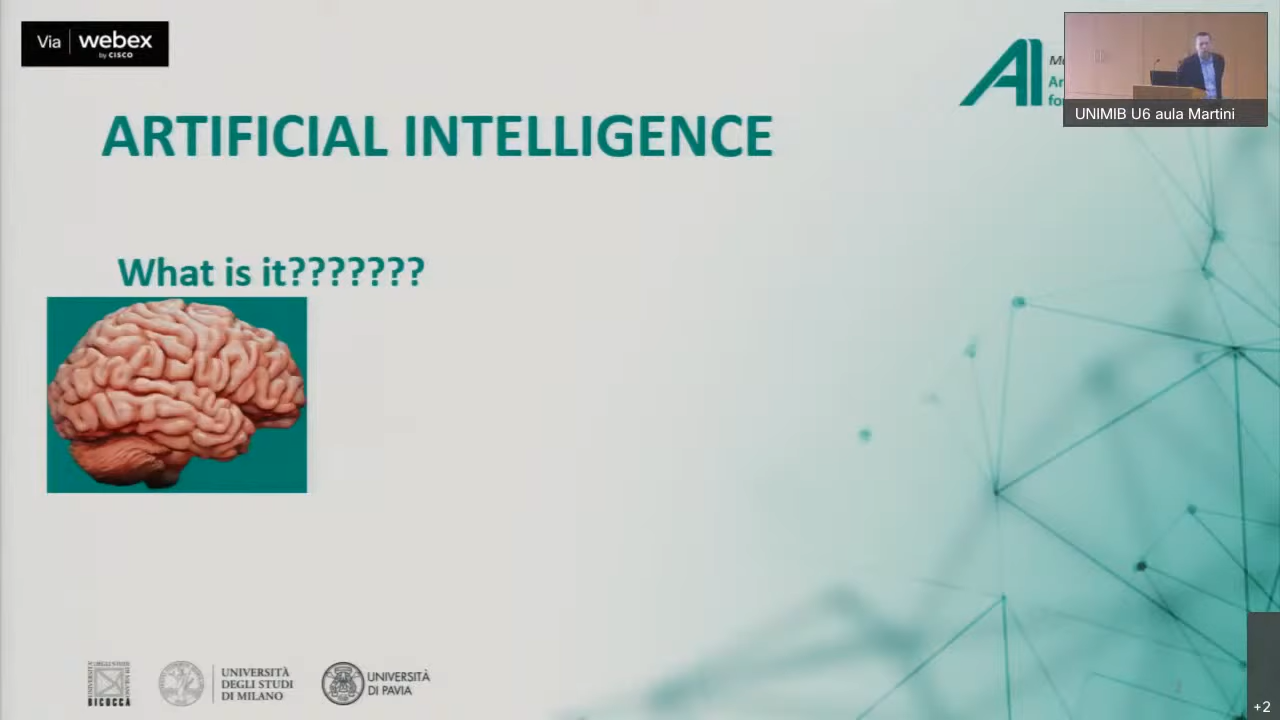 Via webex
by CISCO
AI
UNIMIB U6 aula Martini
ARTIFICIAL INTELLIGENCE
What is it???????
BICOCCA
UNIVERSITÀ
DEGLI STUDI
DI MILANO
UNIVERSITÀ
DI PAVIA
+2